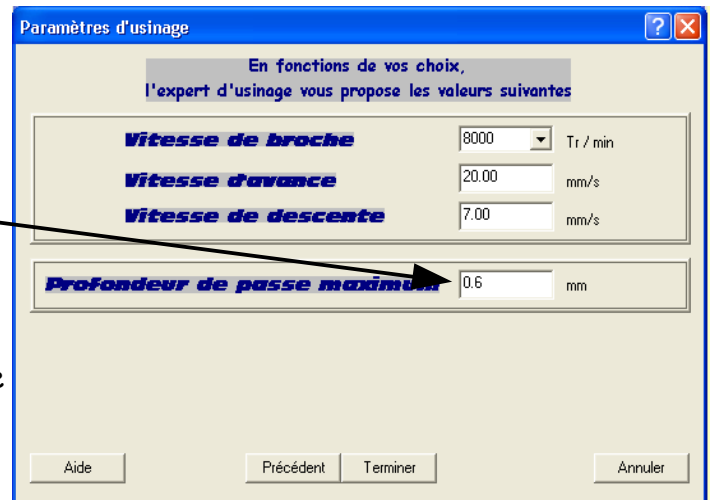 Paramètres d'usinage
En fonctions de vos choix,
l'expert d'usinage vous propose les valeurs suivantes
Vitesse de broche 8000 Tr / min
Vitesse d'avance 20.00 mm/s
Vitesse de descente 7.00 mm/s
Profondeur de passe maximum 0.6 mm
Aide Précédent Terminer Annuler